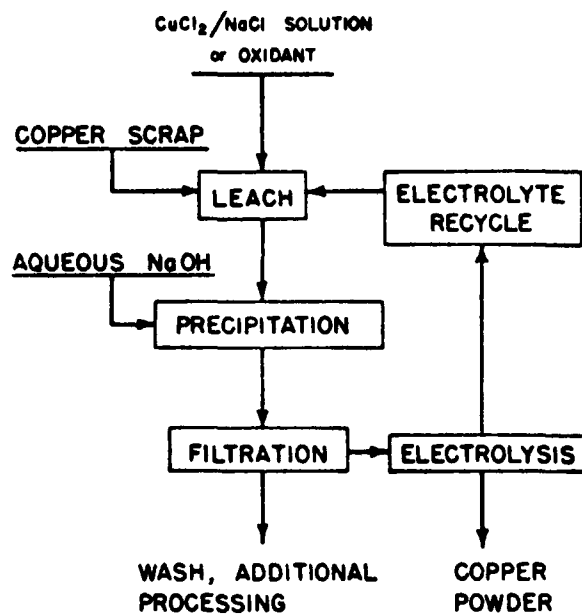 CuCl₂/NaCl SOLUTION
or OXIDANT
COPPER SCRAP
LEACH
ELECTROLYTE
RECYCLE
AQUEOUS NaOH
PRECIPITATION
FILTRATION
ELECTROLYSIS
WASH, ADDITIONAL
PROCESSING
COPPER
POWDER